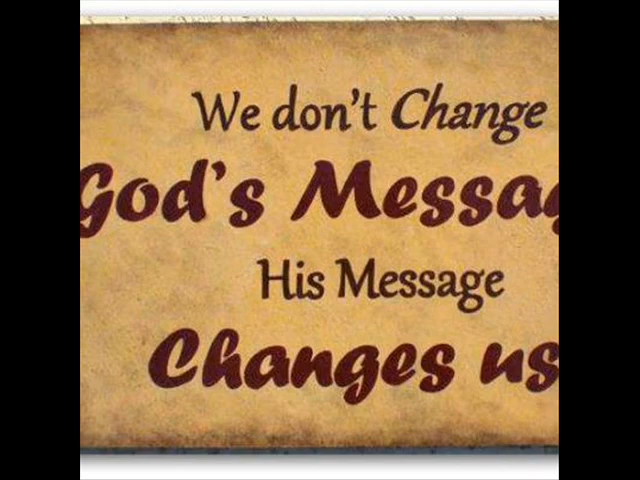 We don't Change
God's Messag
His Message
Changes us